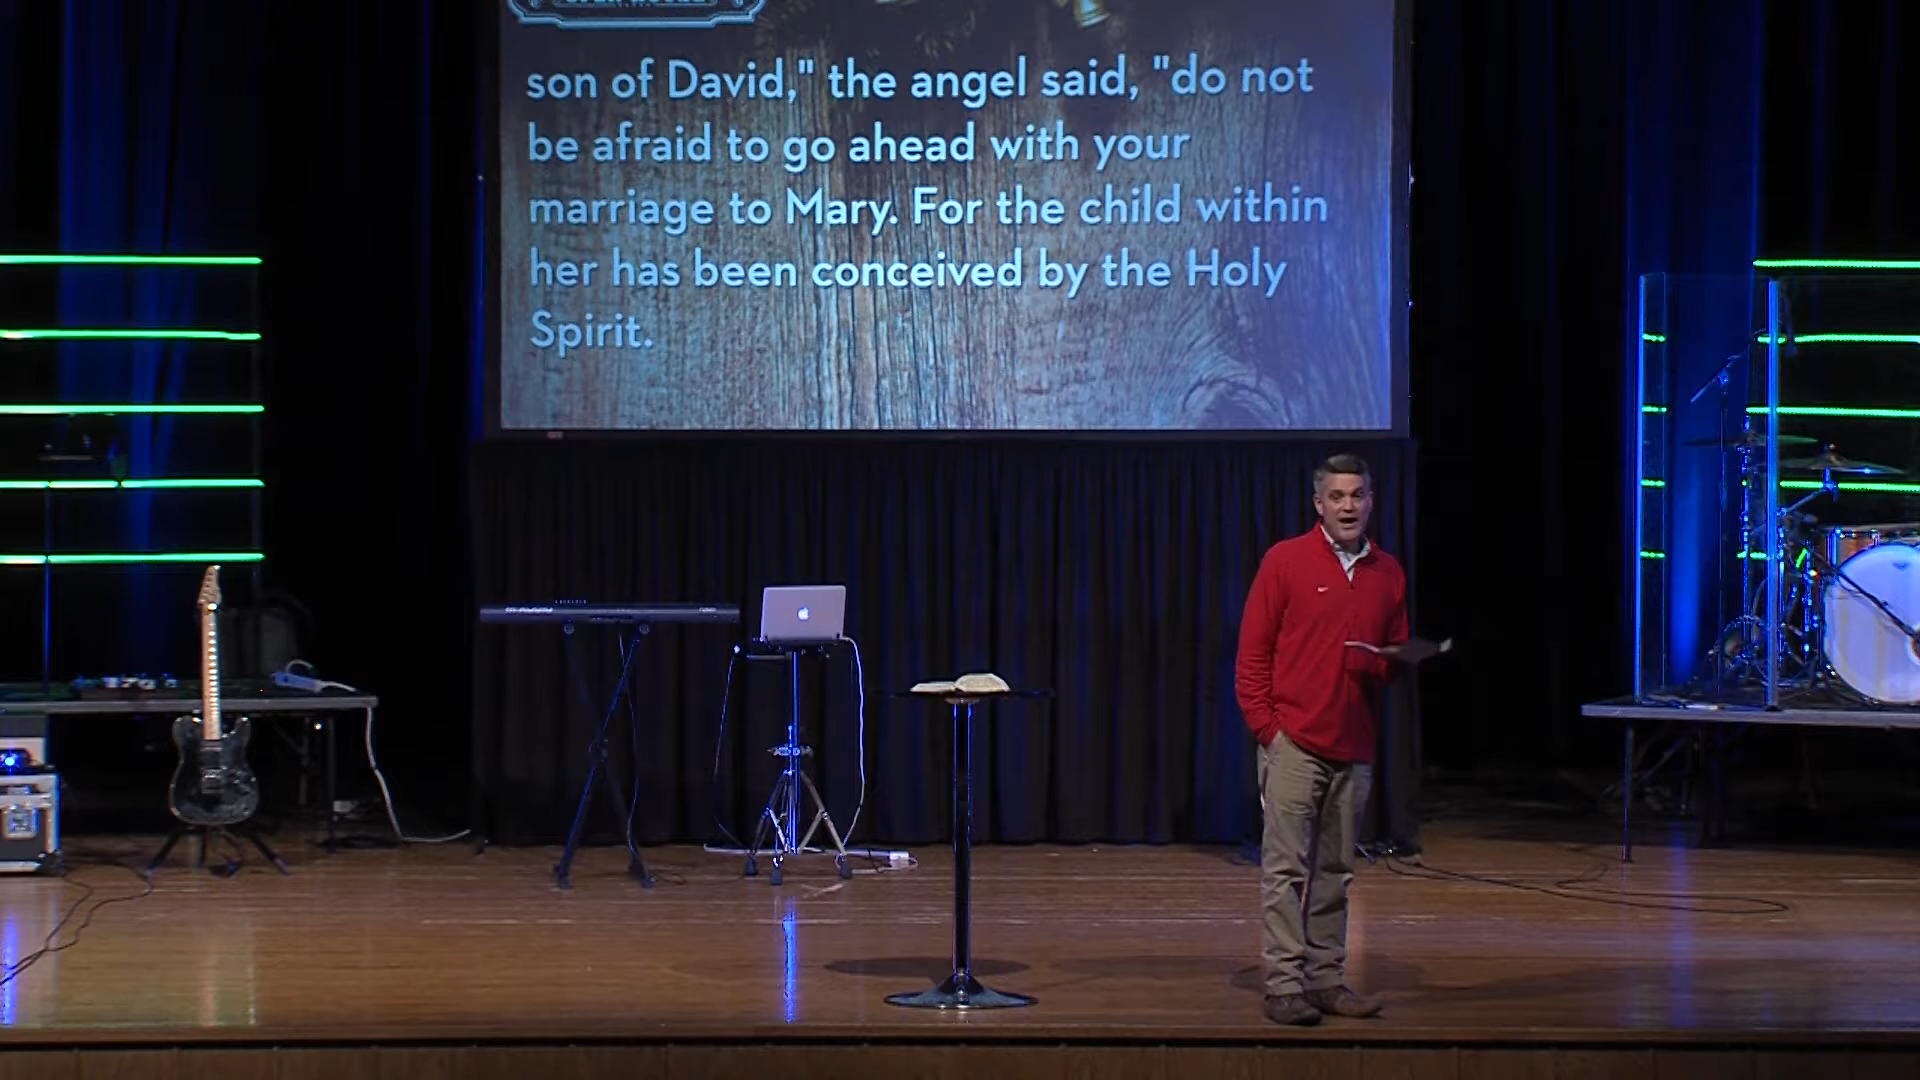 son of David," the angel said, "do not
be afraid to go ahead with your
marriage to Mary. For the child within
her has been conceived by the Holy
Spirit.